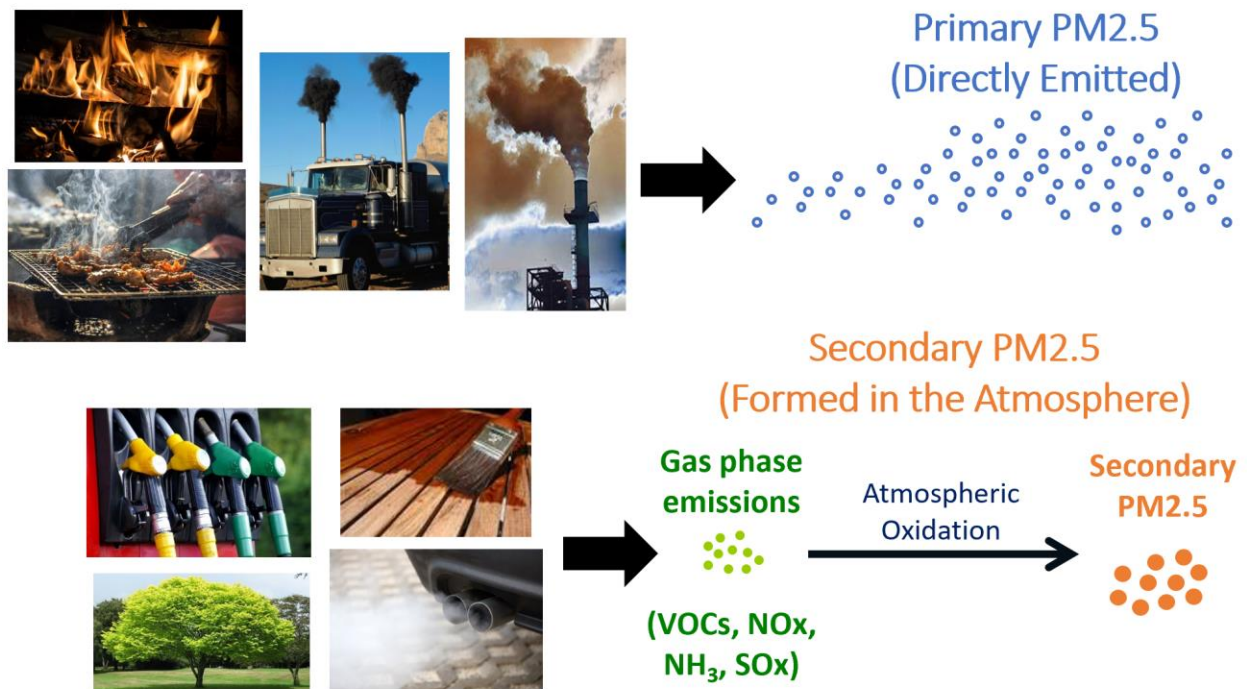 Primary PM2.5
(Directly Emitted)
Secondary PM2.5
(Formed in the Atmosphere)
Gas phase
emissions
(VOCs, NOx,
NH₃, SOx)
Atmospheric
Oxidation
Secondary
PM2.5